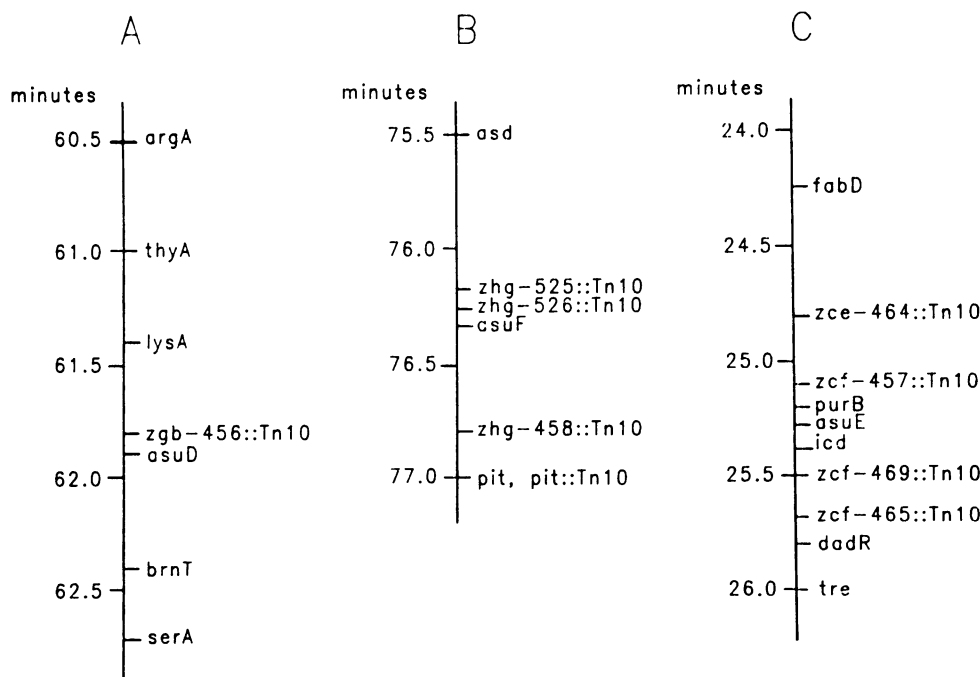 A
minutes
60.5
argA
61.0
thyA
lysA
61.5
zgb-456::Tn10
asuD
62.0
brnT
62.5
serA
B
minutes
75.5
asd
76.0
zhg-525::Tn10
zhg-526::Tn10
asuF
76.5
zhg-458::Tn10
77.0
pit, pit::Tn10
C
minutes
24.0
fabD
24.5
zce-464::Tn10
25.0
zcf-457::Tn10
purB
asuE
icd
25.5
zcf-469::Tn10
zcf-465::Tn10
dadR
26.0
tre